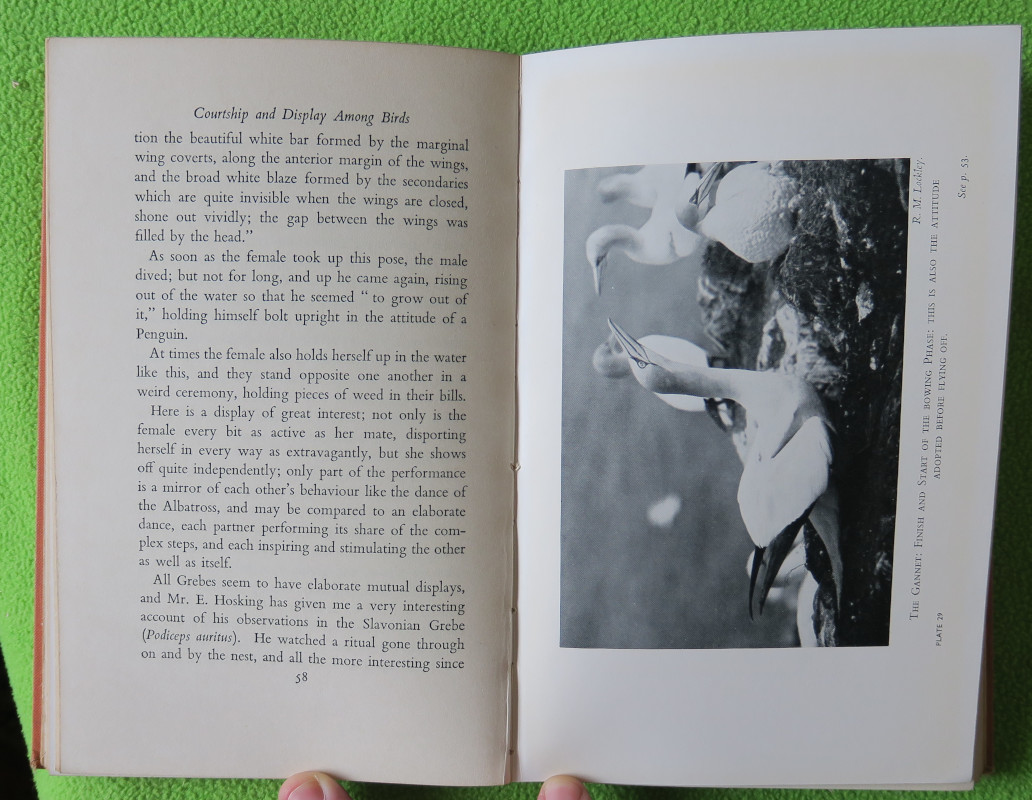 Courtship and Display Among Birds
tion the beautiful white bar formed by the marginal
wing coverts, along the anterior margin of the wings,
and the broad white blaze formed by the secondaries
which are quite invisible when the wings are closed,
shone out vividly; the gap between the wings was
filled by the head."
As soon as the female took up this pose, the male
dived; but not for long, and up he came again, rising
out of the water so that he seemed " to grow out of
it," holding himself bolt upright in the attitude of a
Penguin.
At times the female also holds herself up in the water
like this, and they stand opposite one another in a
weird ceremony, holding pieces of weed in their bills.
Here is a display of great interest; not only is the
female every bit as active as her mate, disporting
herself in every way as extravagantly, but she shows
off quite independently; only part of the performance
is a mirror of each other's behaviour like the dance of
the Albatross, and may be compared to an elaborate
dance, each partner performing its share of the com-
plex steps, and each inspiring and stimulating the other
as well as itself.
All Grebes seem to have elaborate mutual displays,
and Mr. E. Hosking has given me a very interesting
account of his observations in the Slavonian Grebe
(Podiceps auritus). He watched a ritual gone through
on and by the nest, and all the more interesting since
58
R. M. Lockley.
THE GANNET: FINISH AND START OF THE BOWING PHASE: THIS IS ALSO THE ATTITUDE
ADOPTED BEFORE FLYING OFF.
PLATE 29
See p. 53.